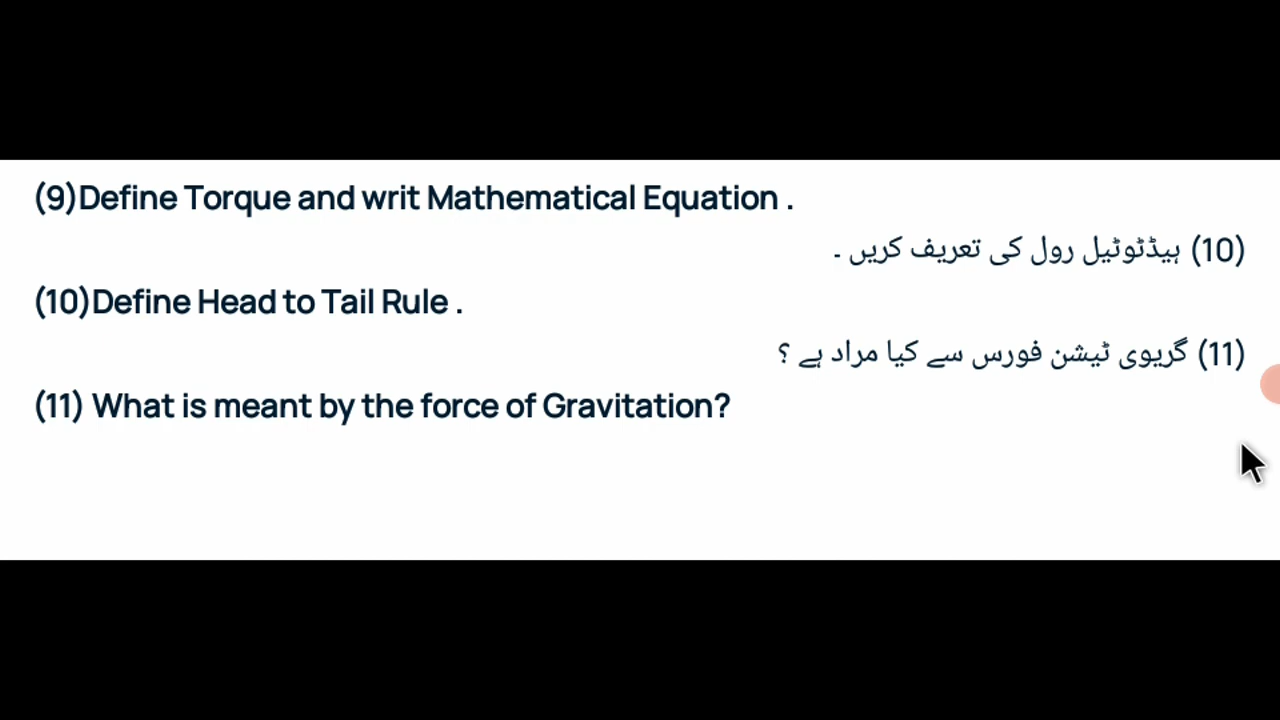 (9)Define Torque and writ Mathematical Equation .
(10) ہیڈٹوٹیل رول کی تعریف کریں ۔
(10)Define Head to Tail Rule .
(11) گریوی ٹیشن فورس سے کیا مراد ہے ؟
(11) What is meant by the force of Gravitation?